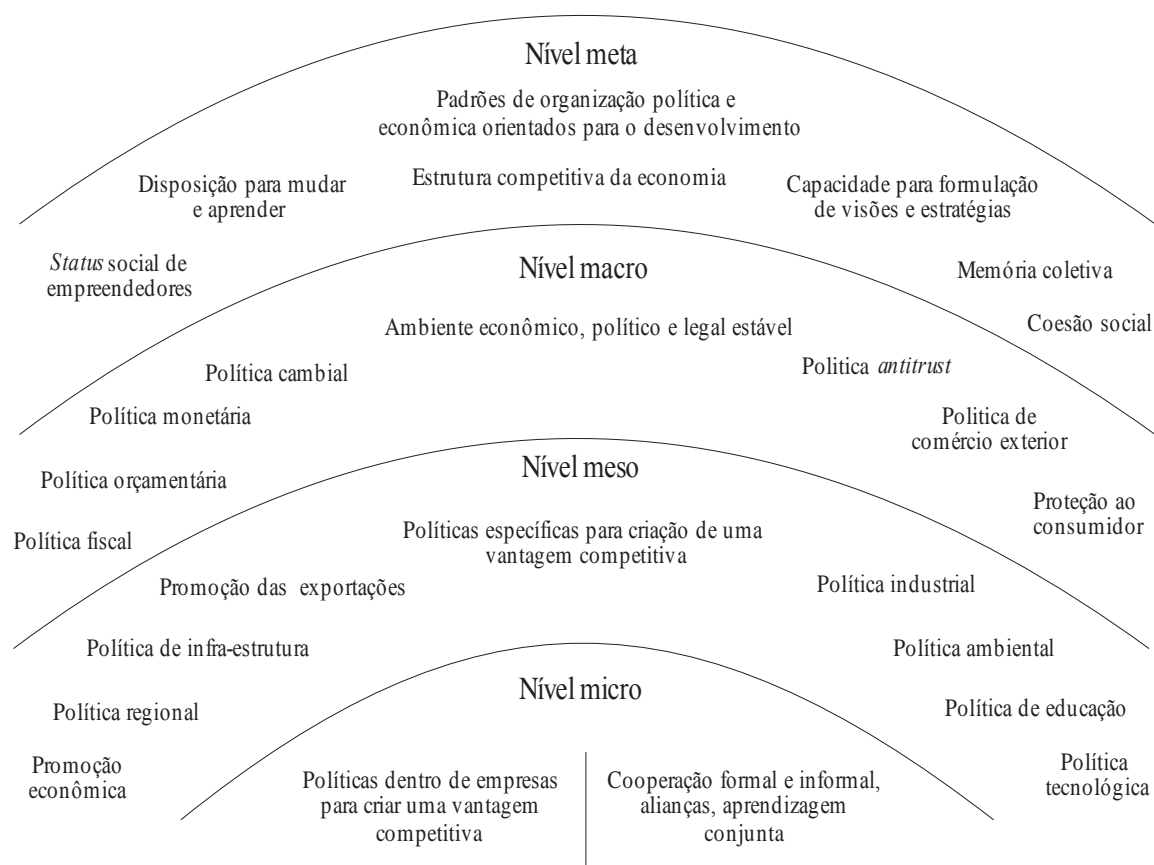 Nível meta
Padrões de organização política e
econômica orientados para o desenvolvimento
Disposição para mudar
e aprender
Estrutura competitiva da economia
Capacidade para formulação
de visões e estratégias
Status social de
empreendedores
Memória coletiva
Coesão social
Nível macro
Ambiente econômico, político e legal estável
Política cambial
Politica antitrust
Política monetária
Politica de
comércio exterior
Política orçamentária
Proteção ao
consumidor
Política fiscal
Nível meso
Políticas específicas para criação de uma
vantagem competitiva
Promoção das exportações
Política industrial
Política de infra-estrutura
Política ambiental
Política regional
Política de educação
Promoção
econômica
Política
tecnológica
Nível micro
Políticas dentro de empresas
para criar uma vantagem
competitiva
Cooperação formal e informal,
alianças, aprendizagem
conjunta